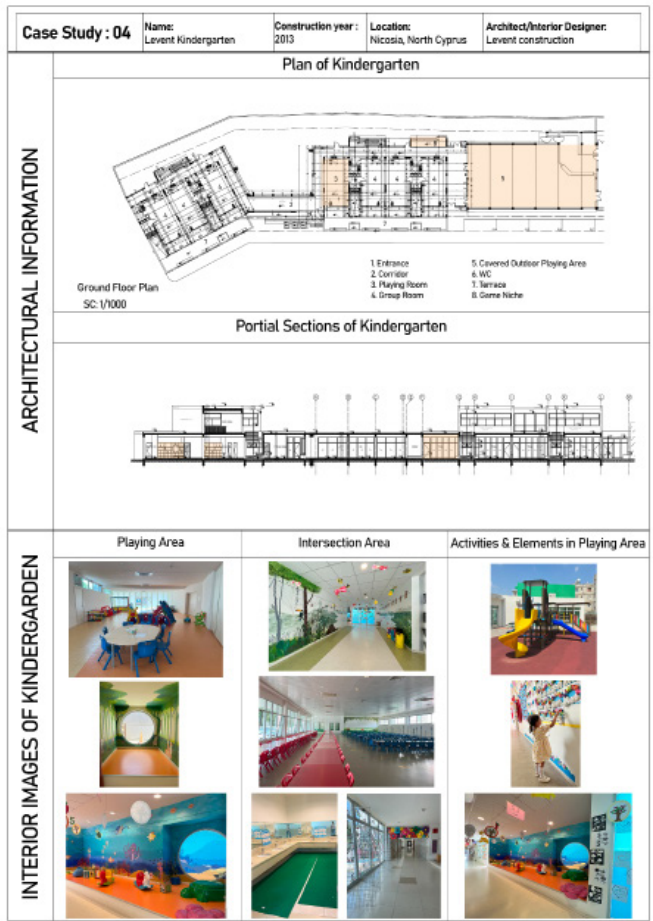 Case Study : 04
Name:
Levent Kindergarten
Construction year :
2013
Location:
Nicosia, North Cyprus
Architect/Interior Designer:
Levent construction
ARCHITECTURAL INFORMATION
Plan of Kindergarten
Ground Floor Plan
SC: 1/1000
1. Entrance
2. Corridor
3. Playing Room
4. Group Room
5. Covered Outdoor Playing Area
6. WC
7. Terrace
8. Game Niche
Portial Sections of Kindergarten
INTERIOR IMAGES OF KINDERGARDEN
Playing Area
Intersection Area
Activities & Elements in Playing Area